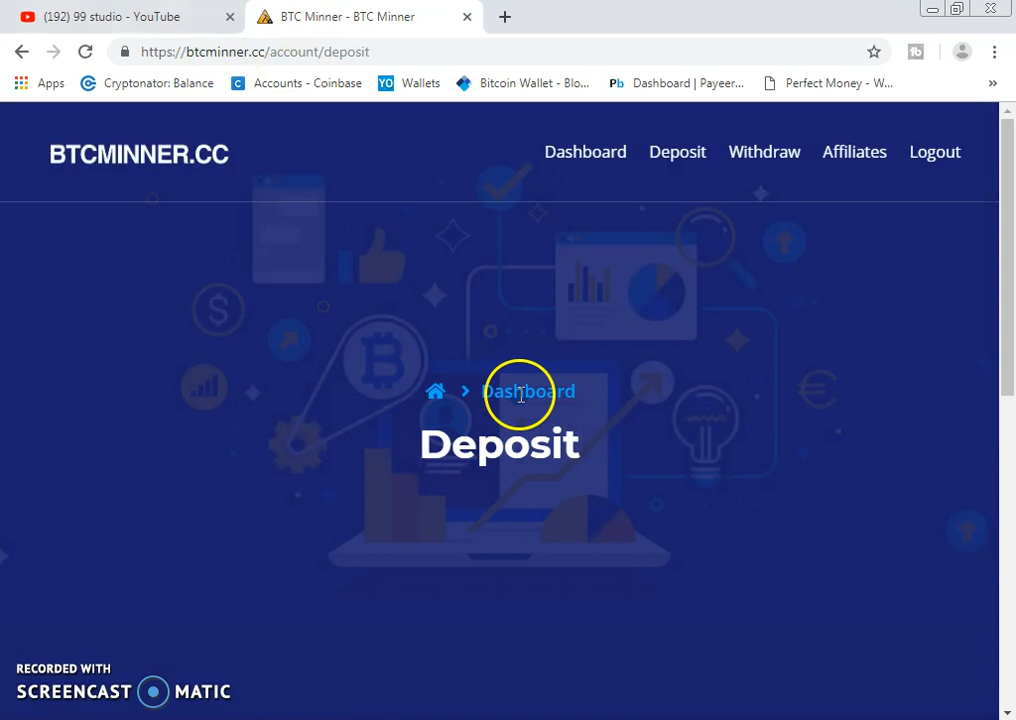 (192) 99 studio - YouTube
BTC Minner - BTC Minner
https://btcminner.cc/account/deposit
Apps
Cryptonator: Balance
Accounts - Coinbase
YO Wallets
Bitcoin Wallet - Blo...
Pb Dashboard | Payeer...
Perfect Money - W...
»
BTCMINNER.CC
Dashboard
Deposit
Withdraw
Affiliates
Logout
Dashboard
Deposit
RECORDED WITH
SCREENCAST MATIC